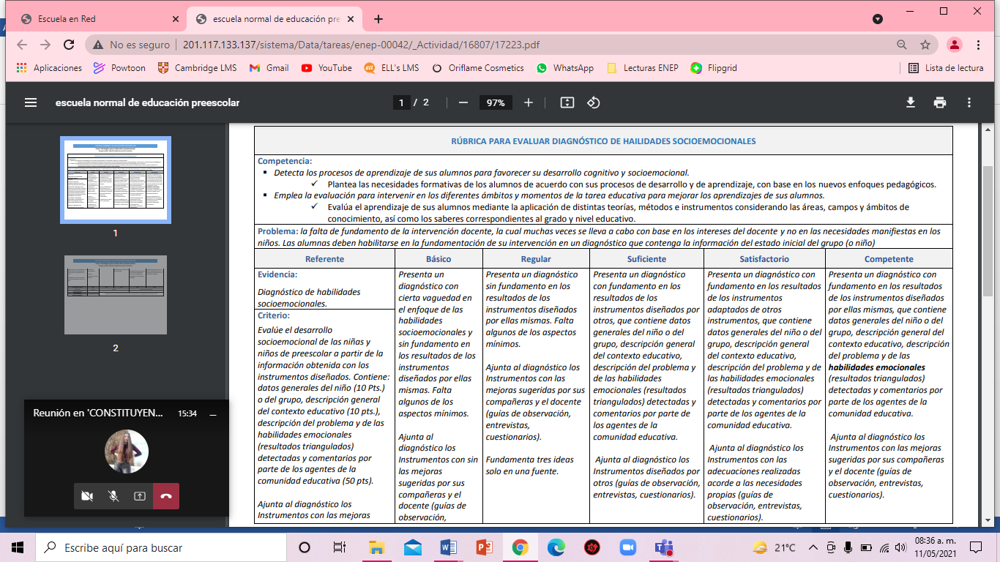 Escuela en Red
escuela normal de educación pre
No es seguro
201.117.133.137/sistema/Data/tareas/enep-00042/_Actividad/16807/17223.pdf
Aplicaciones
Powtoon
Cambridge LMS
Gmail
YouTube
ELL's LMS
Oriflame Cosmetics
WhatsApp
Lecturas ENEP
Flipgrid
Lista de lectura
escuela normal de educación preescolar
1 / 2
97%
1
2
RÚBRICA PARA EVALUAR DIAGNÓSTICO DE HAILIDADES SOCIOEMOCIONALES
Competencia:
▪ Detecta los procesos de aprendizaje de sus alumnos para favorecer su desarrollo cognitivo y socioemocional.
✓ Plantea las necesidades formativas de los alumnos de acuerdo con sus procesos de desarrollo y de aprendizaje, con base en los nuevos enfoques pedagógicos.
▪ Emplea la evaluación para intervenir en los diferentes ámbitos y momentos de la tarea educativa para mejorar los aprendizajes de sus alumnos.
✓ Evalúa el aprendizaje de sus alumnos mediante la aplicación de distintas teorías, métodos e instrumentos considerando las áreas, campos y ámbitos de
conocimiento, así como los saberes correspondientes al grado y nivel educativo.
Problema: la falta de fundamento de la intervención docente, la cual muchas veces se lleva a cabo con base en los intereses del docente y no en las necesidades manifiestas en los
niños. Las alumnas deben habilitarse en la fundamentación de su intervención en un diagnóstico que contenga la información del estado inicial del grupo (o niño)
Referente
Básico
Regular
Suficiente
Satisfactorio
Competente
Evidencia:
Diagnóstico de habilidades
socioemocionales.
Criterio:
Evalúe el desarrollo
socioemocional de las niñas y
niños de preescolar a partir de la
información obtenida con los
instrumentos diseñados. Contiene:
datos generales del niño (10 Pts.)
o del grupo, descripción general
del contexto educativo (10 pts.),
descripción del problema y de las
habilidades emocionales
(resultados triangulados)
detectadas y comentarios por
parte de los agentes de la
comunidad educativa (50 pts).
Ajunta al diagnóstico los
Instrumentos con las mejoras
Presenta un
diagnóstico con
cierta vaguedad en
el enfoque de las
habilidades
socioemocionales y
sin fundamento en
los resultados de los
instrumentos
diseñados por ellas
mismas. Falta
algunos de los
aspectos mínimos.
Ajunta al
diagnóstico los
Instrumentos con sin
las mejoras
sugeridas por sus
compañeras y el
docente (guías de
observación,
Presenta un diagnóstico
sin fundamento en los
resultados de los
instrumentos diseñados
por ellas mismas. Falta
algunos de los aspectos
mínimos.
Ajunta al diagnóstico los
Instrumentos con las
mejoras sugeridas por sus
compañeras y el docente
(guías de observación,
entrevistas,
cuestionarios).
Fundamenta tres ideas
solo en una fuente.
Presenta un diagnóstico
con fundamento en los
resultados de los
instrumentos diseñados por
otros, que contiene datos
generales del niño o del
grupo, descripción general
del contexto educativo,
descripción del problema y
de las habilidades
emocionales (resultados
triangulados) detectadas y
comentarios por parte de
los agentes de la
comunidad educativa.
Ajunta al diagnóstico los
Instrumentos diseñados por
otros (guías de observación,
entrevistas, cuestionarios).
Presenta un diagnóstico con
fundamento en los resultados
de los instrumentos
adaptados de otros
instrumentos, que contiene
datos generales del niño o del
grupo, descripción general
del contexto educativo,
descripción del problema y de
las habilidades emocionales
(resultados triangulados)
detectadas y comentarios por
parte de los agentes de la
comunidad educativa.
Ajunta al diagnóstico los
Instrumentos con las
adecuaciones realizadas
acorde a las necesidades
propias (guías de
observación, entrevistas,
cuestionarios).
Presenta un diagnóstico con
fundamento en los resultados
de los instrumentos diseñados
por ellas mismas, que contiene
datos generales del niño o del
grupo, descripción general del
contexto educativo, descripción
del problema y de las
habilidades emocionales
(resultados triangulados)
detectadas y comentarios por
parte de los agentes de la
comunidad educativa.
Ajunta al diagnóstico los
Instrumentos con las mejoras
sugeridas por sus compañeras
y el docente (guías de
observación, entrevistas,
cuestionarios).
Reunión en 'CONSTITUYEN...
15:34
Escribe aquí para buscar
21°C
08:36 a. m.
11/05/2021